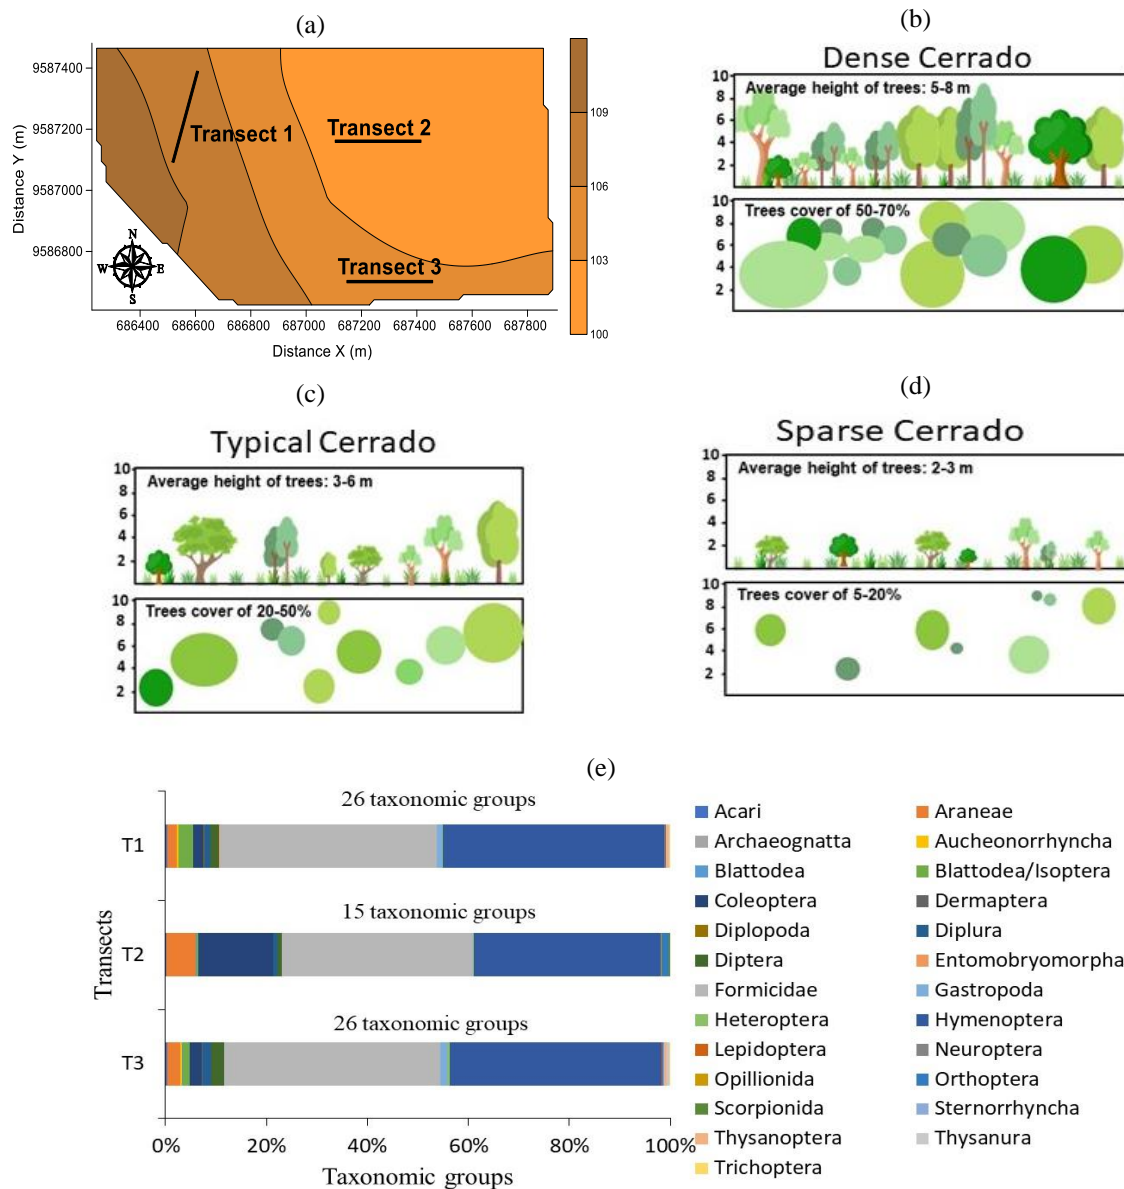 (a)
9587400
9587200
9587000
9586800
Distance Y (m)
Transect 1
Transect 2
Transect 3
N
W E
S
686400 686600 686800 687000 687200 687400 687600 687800
Distance X (m)
109
106
103
100
(b)
Dense Cerrado
10
8
6
4
2
Average height of trees: 5-8 m
10
8
6
4
2
Trees cover of 50-70%
(c)
Typical Cerrado
10
8
6
4
2
Average height of trees: 3-6 m
10
8
6
4
2
Trees cover of 20-50%
(d)
Sparse Cerrado
10
8
6
4
2
Average height of trees: 2-3 m
10
8
6
4
2
Trees cover of 5-20%
(e)
26 taxonomic groups
T1
15 taxonomic groups
T2
26 taxonomic groups
T3
Transects
0% 20% 40% 60% 80% 100%
Taxonomic groups
Acari Araneae
Archaeognatta Aucheonorrhyncha
Blattodea Blattodea/Isoptera
Coleoptera Dermaptera
Diplopoda Diplura
Diptera Entomobryomorpha
Formicidae Gastropoda
Heteroptera Hymenoptera
Lepidoptera Neuroptera
Opillionida Orthoptera
Scorpionida Sternorrhyncha
Thysanoptera Thysanura
Trichoptera